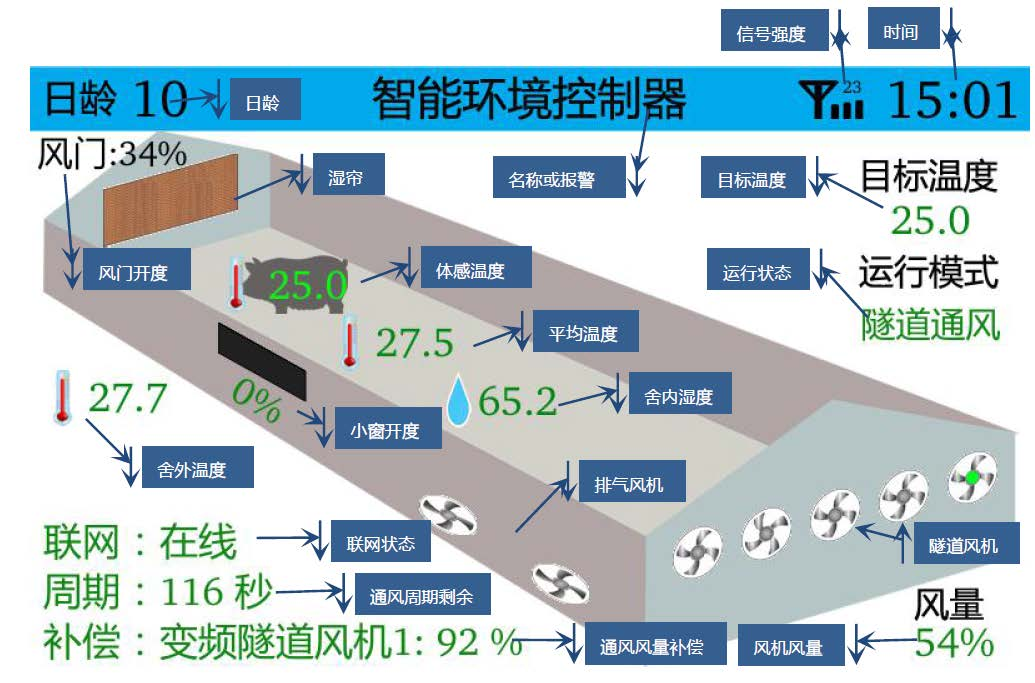 信号强度
时间
日龄 10
日龄
智能环境控制器
23
15:01
风门:34%
湿帘
名称或报警
目标温度
目标温度
25.0
风门开度
25.0
体感温度
运行状态
运行模式
隧道通风
27.5
平均温度
27.7
0%
65.2
舍内湿度
小窗开度
舍外温度
排气风机
联网：在线
联网状态
隧道风机
周期：116 秒
通风周期剩余
风量
补偿：变频隧道风机1: 92 %
通风风量补偿
风机风量
54%